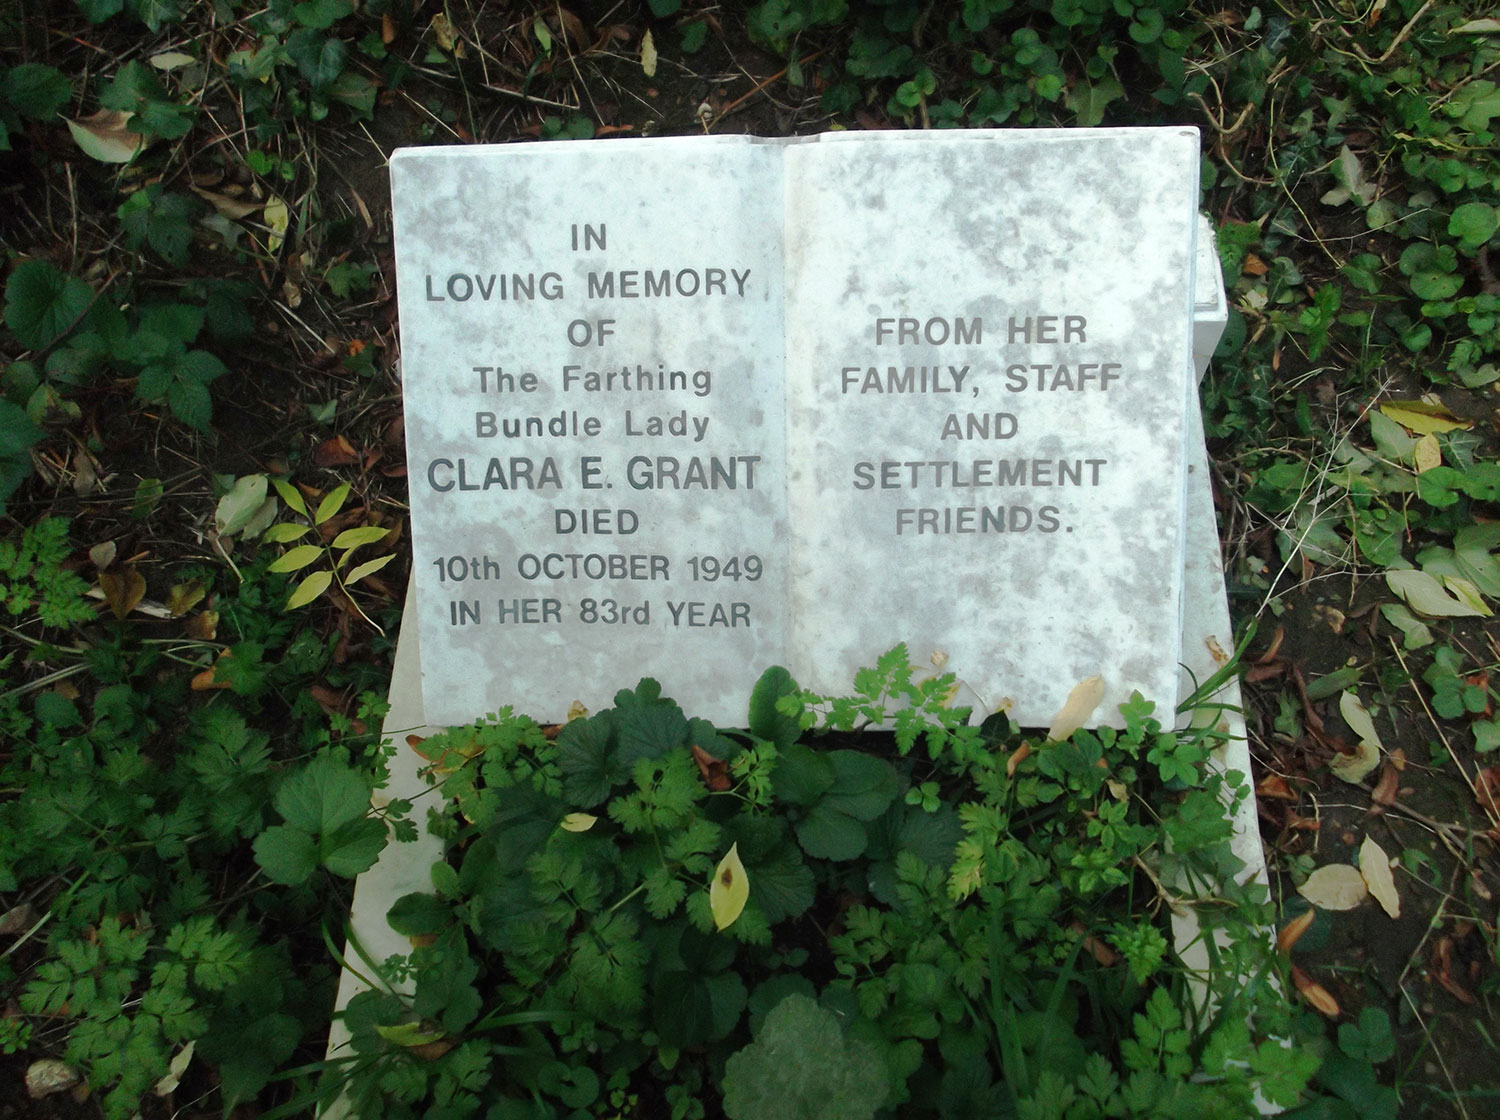 IN
LOVING MEMORY
OF
The Farthing
Bundle Lady
CLARA E. GRANT
DIED
10th OCTOBER 1949
IN HER 83rd YEAR
FROM HER
FAMILY, STAFF
AND
SETTLEMENT
FRIENDS.